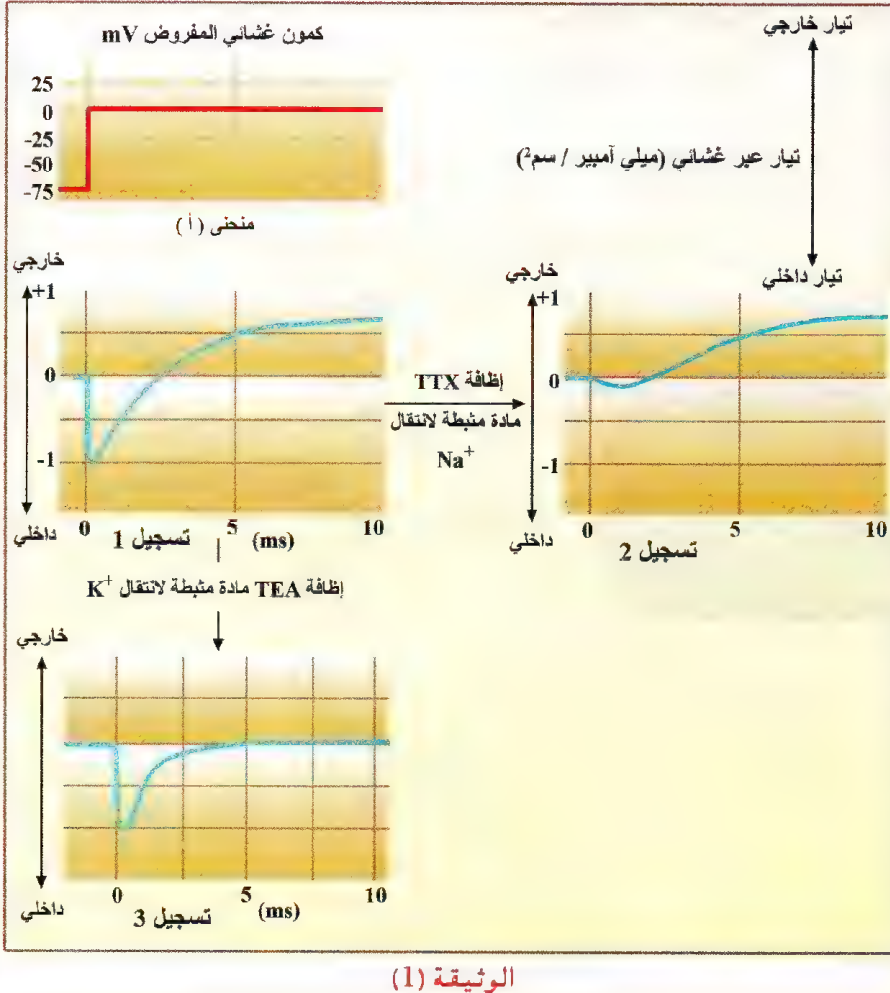 كمون غشائي المفروض mV
25
0
-25
-50
-75
منحنى (أ)
تيار خارجي
تيار عبر غشائي (ميلي آمبير / سم²)
تيار داخلي
خارجي
+1
0
-1
داخلي
0
5
10
تسجيل 1
(ms)
إظافة TTX
مادة مثبطة لانتقال
Na⁺
خارجي
+1
0
-1
داخلي
0
5
10
تسجيل 2
إظافة TEA مادة مثبطة لانتقال K⁺
خارجي
داخلي
0
5
10
تسجيل 3
(ms)
الوثيقة (1)